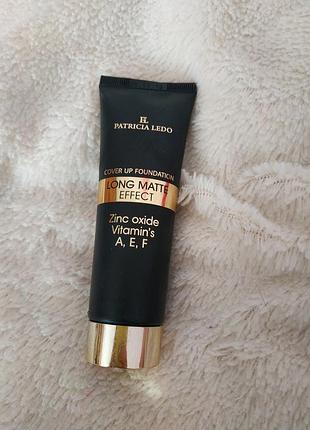 PL
PATRICIA LEDO
COVER UP FOUNDATION
LONG MATTE
EFFECT
Zinc oxide
Vitamin's
A, E, F